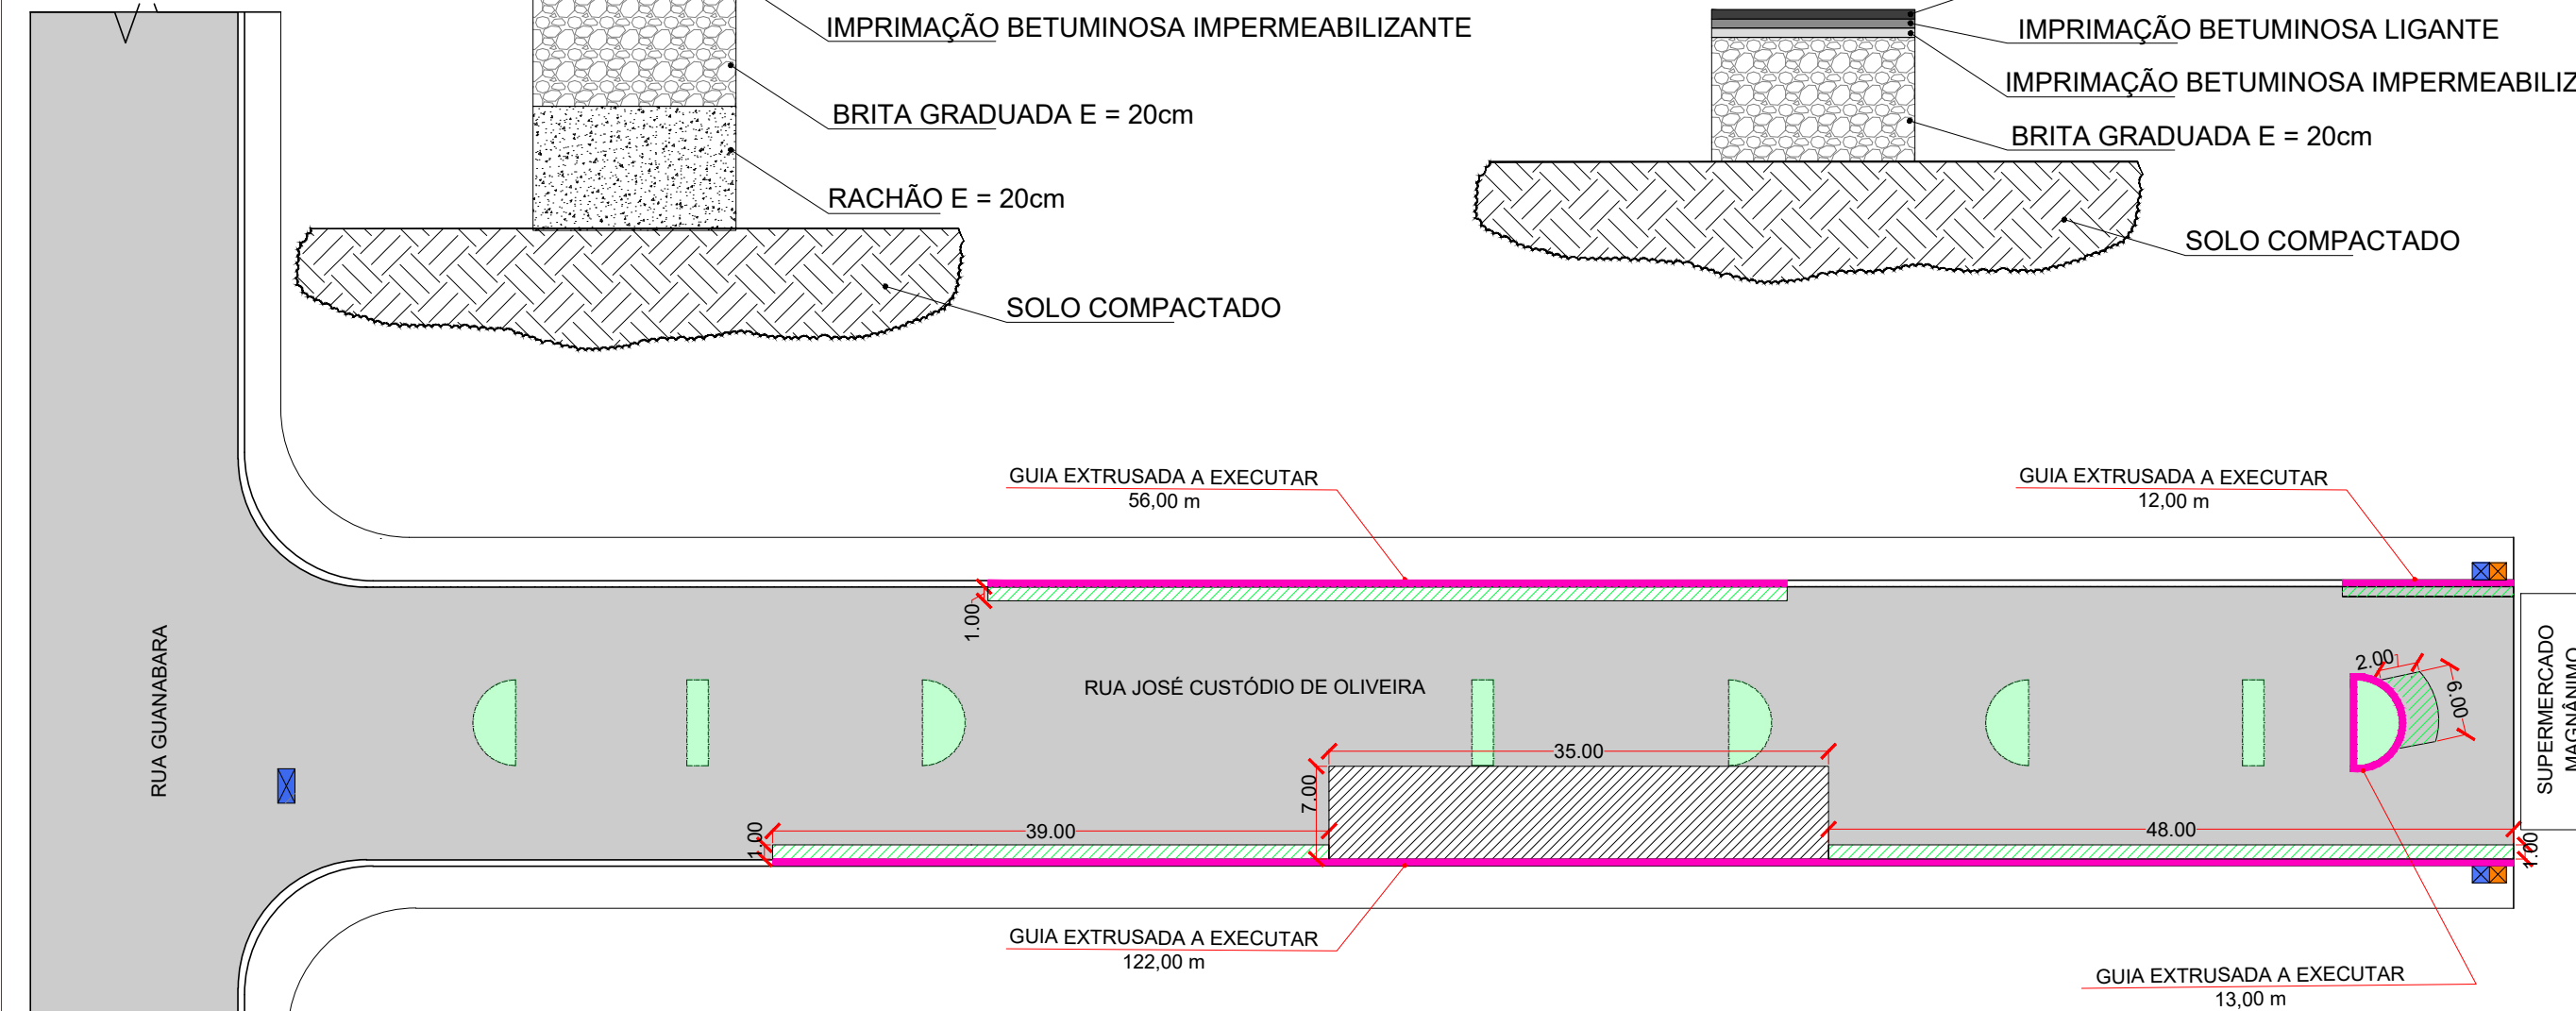 IMPRIMAÇÃO BETUMINOSA IMPERMEABILIZANTE
BRITA GRADUADA E = 20cm
RACHÃO E = 20cm
SOLO COMPACTADO
IMPRIMAÇÃO BETUMINOSA LIGANTE
IMPRIMAÇÃO BETUMINOSA IMPERMEABILIZ
BRITA GRADUADA E = 20cm
SOLO COMPACTADO
GUIA EXTRUSADA A EXECUTAR
56,00 m
GUIA EXTRUSADA A EXECUTAR
12,00 m
1.00
RUA GUANABARA
RUA JOSÉ CUSTÓDIO DE OLIVEIRA
2.00
6.00
SUPERMERCADO
MAGNÂNIMO
35.00
7.00
1.00
39.00
48.00
1.00
GUIA EXTRUSADA A EXECUTAR
122,00 m
GUIA EXTRUSADA A EXECUTAR
13,00 m